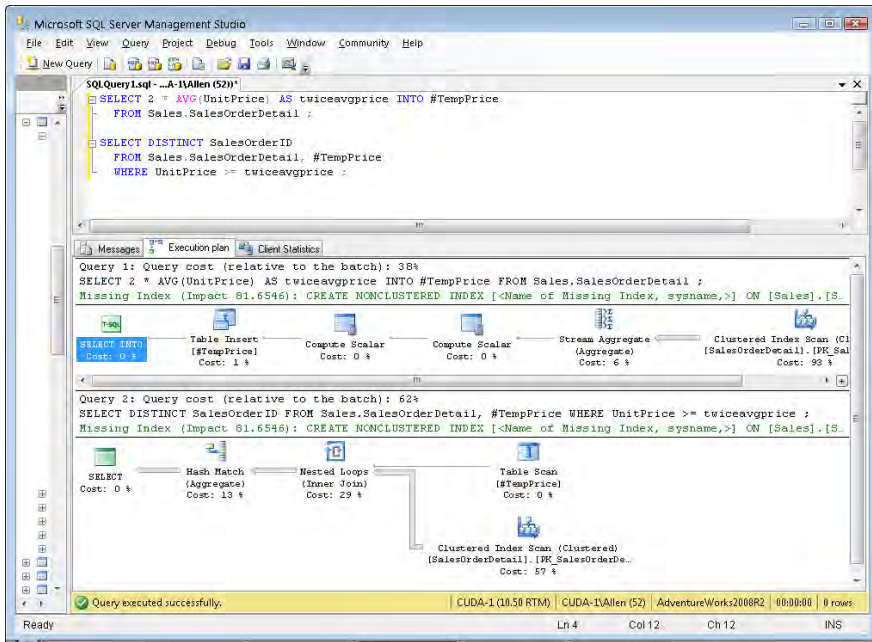 Microsoft SQL Server Management Studio
File Edit View Query Project Debug Tools Window Community Help
New Query
SQLQuery1.sql - ...A-1\Allen (52))*
SELECT 2 * AVG(UnitPrice) AS twiceavgprice INTO #TempPrice
FROM Sales.SalesOrderDetail ;
SELECT DISTINCT SalesOrderID
FROM Sales.SalesOrderDetail, #TempPrice
WHERE UnitPrice >= twiceavgprice ;
Messages Execution plan Client Statistics
Query 1: Query cost (relative to the batch): 38%
SELECT 2 * AVG(UnitPrice) AS twiceavgprice INTO #TempPrice FROM Sales.SalesOrderDetail ;
Missing Index (Impact 81.6546): CREATE NONCLUSTERED INDEX [<Name of Missing Index, sysname,>] ON [Sales].[S...
T-SQL
SELECT INTO
Cost: 0 %
Table Insert
[#TempPrice]
Cost: 1 %
Compute Scalar
Cost: 0 %
Compute Scalar
Cost: 0 %
Stream Aggregate
(Aggregate)
Cost: 6 %
Clustered Index Scan (Cl
[SalesOrderDetail].[PK_Sal
Cost: 93 %
Query 2: Query cost (relative to the batch): 62%
SELECT DISTINCT SalesOrderID FROM Sales.SalesOrderDetail, #TempPrice WHERE UnitPrice >= twiceavgprice ;
Missing Index (Impact 81.6546): CREATE NONCLUSTERED INDEX [<Name of Missing Index, sysname,>] ON [Sales].[S...
SELECT
Cost: 0 %
Hash Match
(Aggregate)
Cost: 13 %
Nested Loops
(Inner Join)
Cost: 29 %
Table Scan
[#TempPrice]
Cost: 0 %
Clustered Index Scan (Clustered)
[SalesOrderDetail].[PK_SalesOrderDe...
Cost: 57 %
Query executed successfully. CUDA-1 (10.50 RTM) CUDA-1\Allen (52) AdventureWorks2008R2 00:00:00 0 rows
Ready Ln 4 Col 12 Ch 12 INS